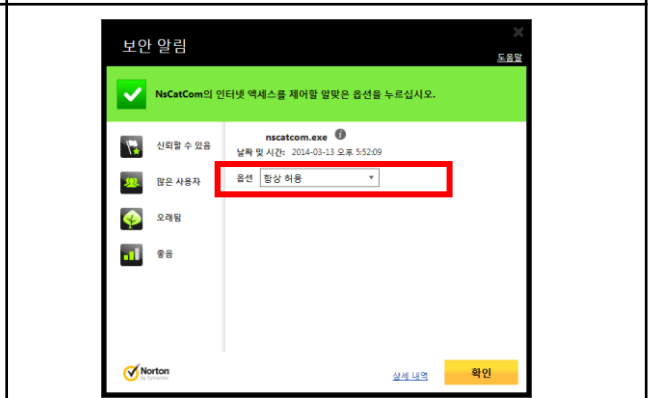 보안 알림
도움말
NsCatCom의 인터넷 액세스를 제어할 알맞은 옵션을 누르십시오.
신뢰할 수 있음
nscatcom.exe
날짜 및 시간: 2014-03-13 오후 5:52:09
많은 사용자
옵션 항상 허용
오래됨
좋음
Norton
by Symantec
상세 내역
확인